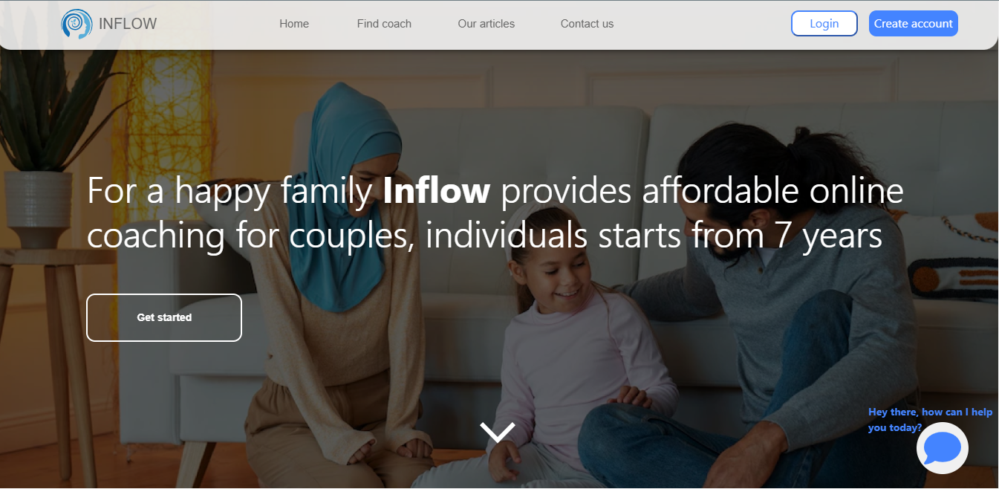 INFLOW
Home
Find coach
Our articles
Contact us
Login
Create account
For a happy family Inflow provides affordable online
coaching for couples, individuals starts from 7 years
Get started
Hey there, how can I help
you today?